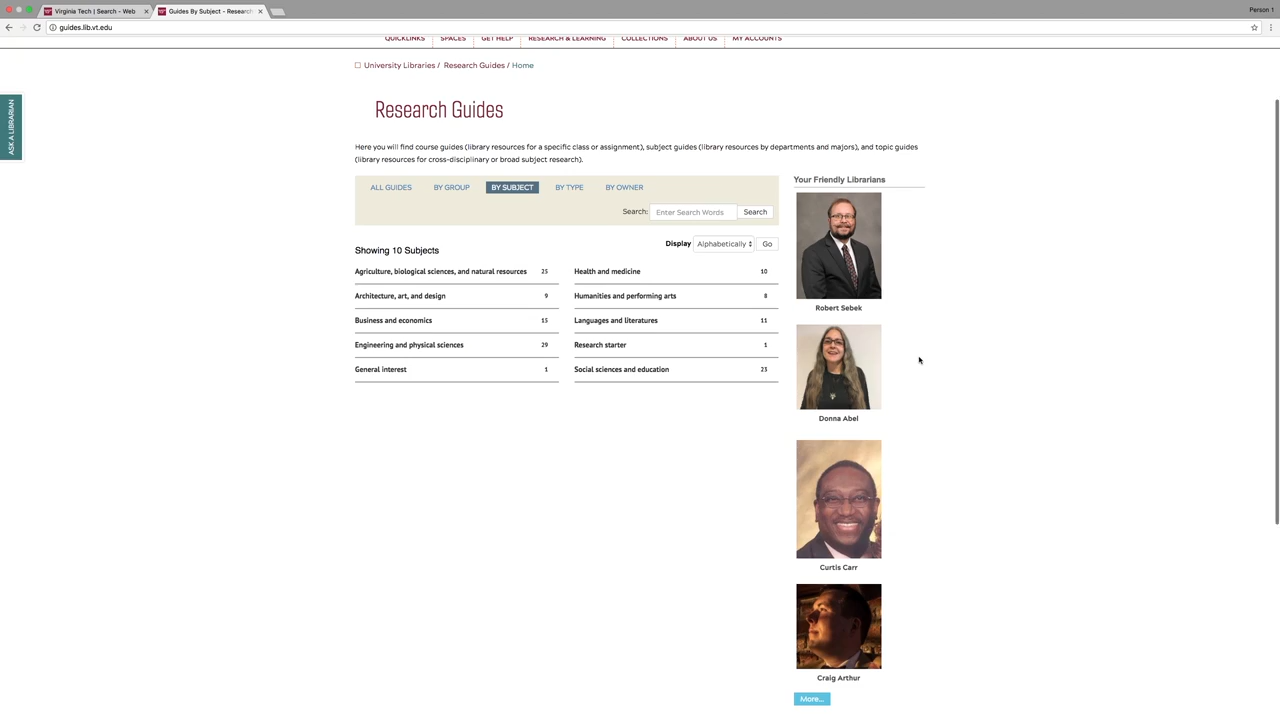 Virginia Tech | Search - Web
Guides By Subject - Research
Person 1
guides.lib.vt.edu
QUICKLINKS
SPACES
GET HELP
RESEARCH & LEARNING
COLLECTIONS
ABOUT US
MY ACCOUNTS
University Libraries / Research Guides / Home
ASK A LIBRARIAN
Research Guides
Here you will find course guides (library resources for a specific class or assignment), subject guides (library resources by departments and majors), and topic guides
(library resources for cross-disciplinary or broad subject research).
ALL GUIDES
BY GROUP
BY SUBJECT
BY TYPE
BY OWNER
Search: Enter Search Words Search
Showing 10 Subjects
Display Alphabetically Go
Agriculture, biological sciences, and natural resources 25
Architecture, art, and design 9
Business and economics 15
Engineering and physical sciences 29
General interest 1
Health and medicine 10
Humanities and performing arts 8
Languages and literatures 11
Research starter 1
Social sciences and education 23
Your Friendly Librarians
Robert Sebek
Donna Abel
Curtis Carr
Craig Arthur
More...